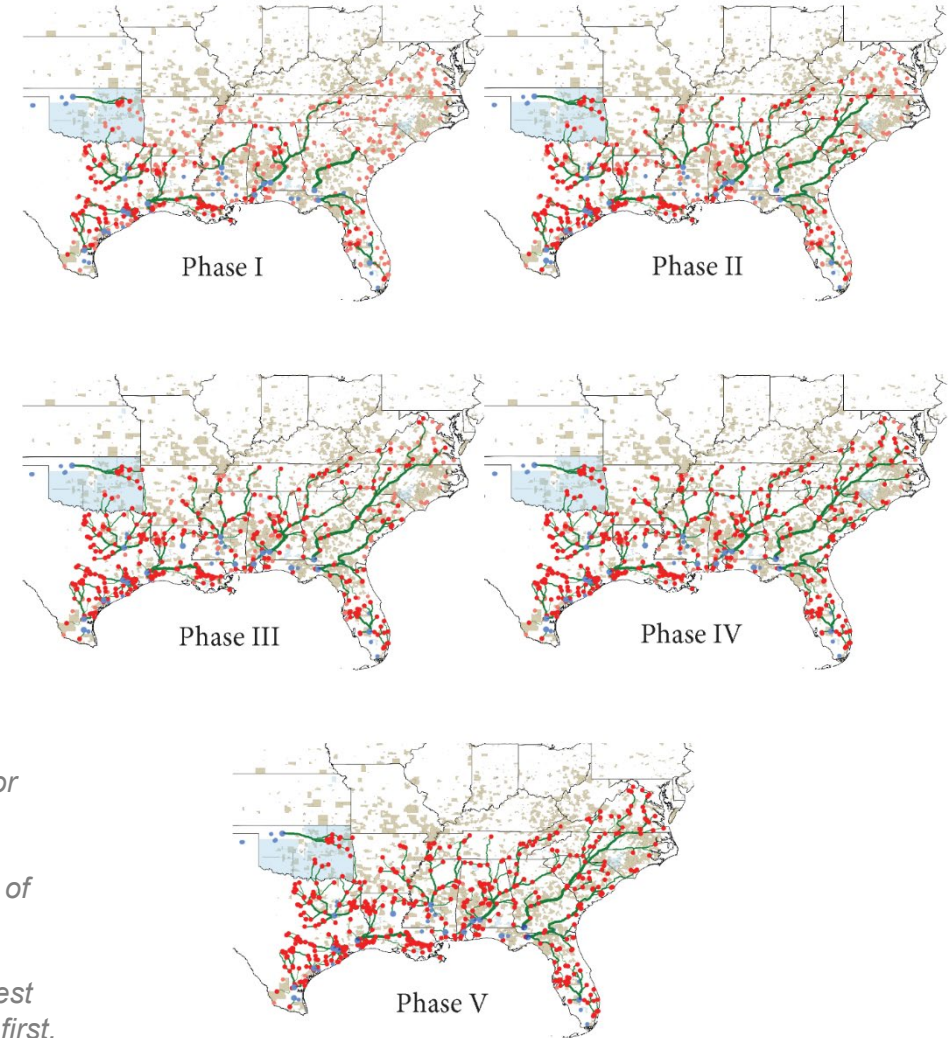 Phase I
Phase II
Phase III
Phase IV
or
of
Phase V
est
first.